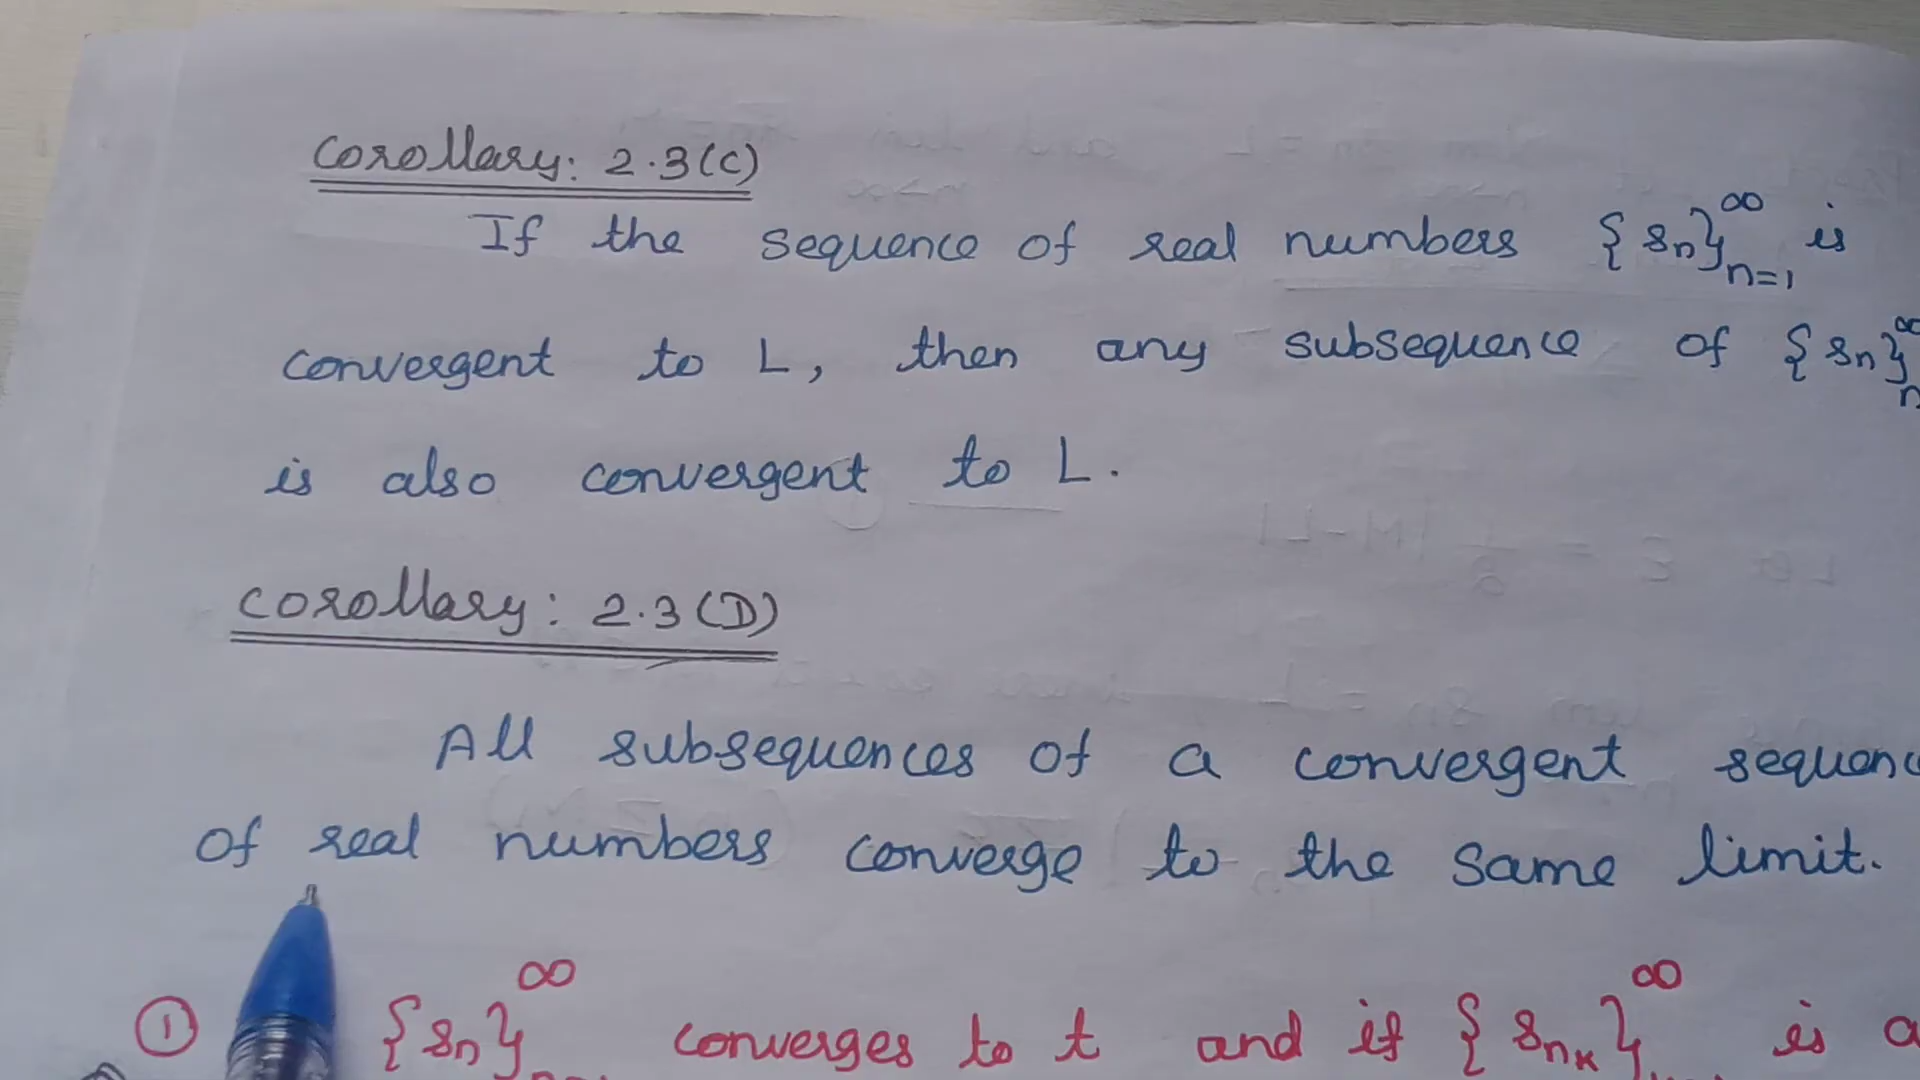 Corollary: 2.3(C)
If the sequence of real numbers {sn}∞n=1 is
convergent to L, then any subsequence of {sn}∞n
is also convergent to L.
Corollary: 2.3(D)
All subsequences of a convergent sequenc
of real numbers converge to the same limit.
① {sn}∞ converges to t and if {snk}∞ is a